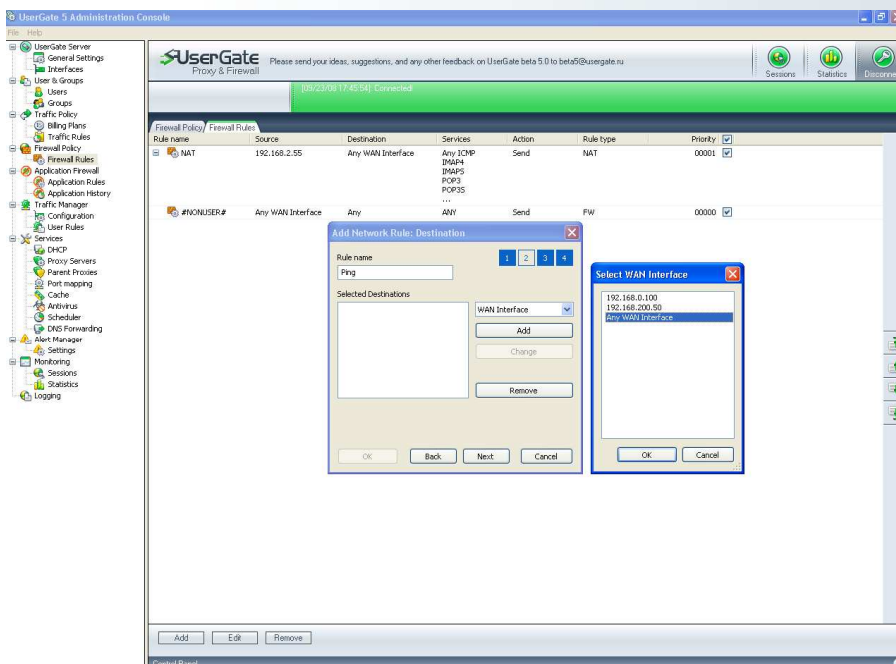 UserGate 5 Administration Console
File Help
UserGate Server
General Settings
Interfaces
User & Groups
Users
Groups
Traffic Policy
Billing Plans
Traffic Rules
Firewall Policy
Firewall Rules
Application Firewall
Application Rules
Application History
Traffic Manager
Configuration
User Rules
Services
DHCP
Proxy Servers
Parent Proxies
Port mapping
Cache
Antivirus
Scheduler
DNS Forwarding
Alert Manager
Settings
Monitoring
Sessions
Statistics
Logging
UserGate
Proxy & Firewall
Please send your ideas, suggestions, and any other feedback on UserGate beta 5.0 to beta5@usergate.ru
Sessions Statistics Disconne
[09/23/08 17:45:54] Connected!
Firewall Policy Firewall Rules
Rule name Source Destination Services Action Rule type Priority
NAT 192.168.2.55 Any WAN Interface Any ICMP Send NAT 00001
IMAP4
IMAPS
POP3
POP3S
...
#NONUSER# Any WAN Interface Any ANY Send FW 00000
Add Network Rule: Destination
Rule name 1 2 3 4
Ping
Selected Destinations
WAN Interface
Add
Change
Remove
OK Back Next Cancel
Select WAN Interface
192.168.0.100
192.168.200.50
Any WAN Interface
OK Cancel
Add Edit Remove
Control Panel